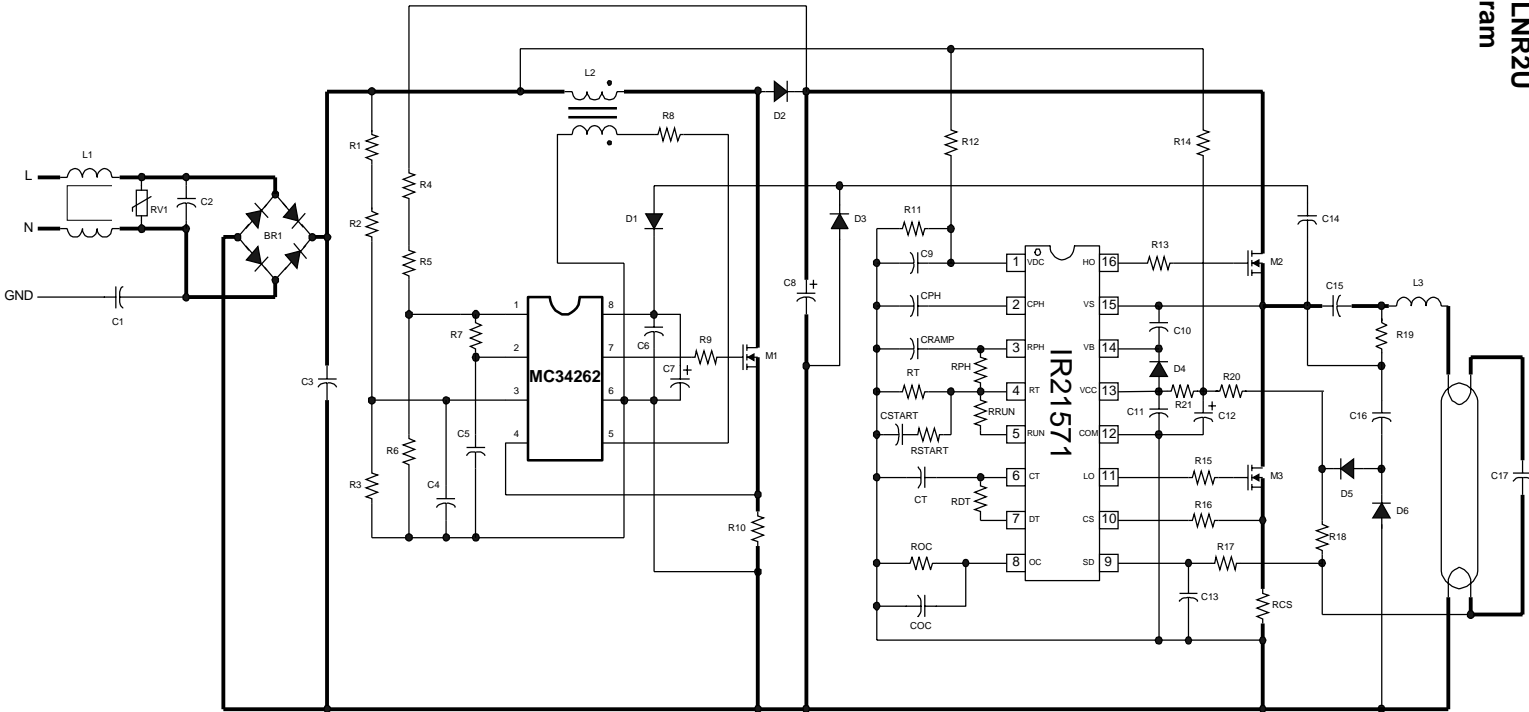 LNR2U
ram
L2
D2
R8
R12
R14
L1
L
RV1
C2
N
BR1
GND
C1
R1
R4
R2
R5
D1
D3
R11
C9
C14
R13
M2
C8
+
C15
L3
R19
C3
R7
R6
R3
C4
C5
MC34262
1
2
3
4
8
7
6
5
C6
C7
+
R9
M1
R10
CPH
CRAMP
RPH
RT
RRUN
CSTART
RSTART
CT
RDT
ROC
COC
IR21571
1 VDC
2 CPH
3 RPH
4 RT
5 RUN
6 CT
7 DT
8 OC
HO 16
VS 15
VB 14
VCC 13
COM 12
LO 11
CS 10
SD 9
C10
D4
C11
R21
R20
+
C12
R15
M3
R16
R17
C13
RCS
C16
D5
D6
R18
C17